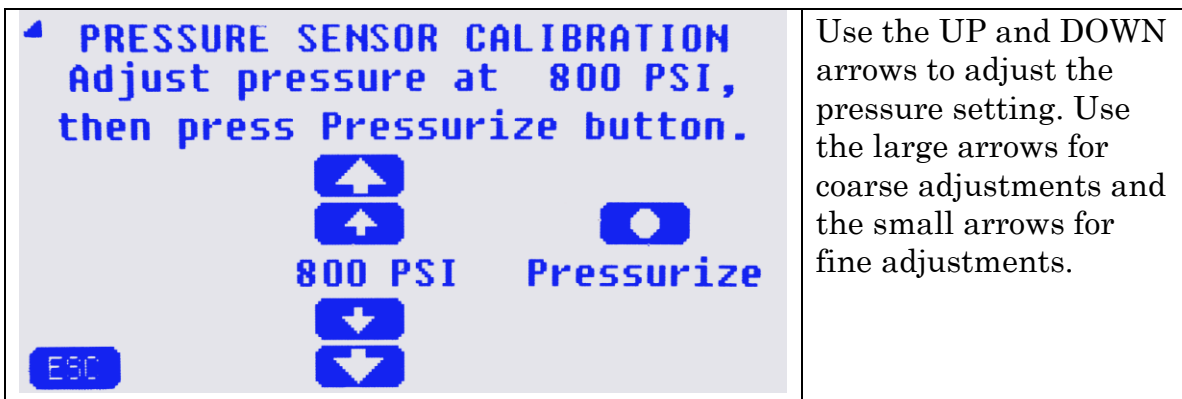 PRESSURE SENSOR CALIBRATION
Adjust pressure at 800 PSI,
then press Pressurize button.
800 PSI Pressurize
ESC
Use the UP and DOWN
arrows to adjust the
pressure setting. Use
the large arrows for
coarse adjustments and
the small arrows for
fine adjustments.